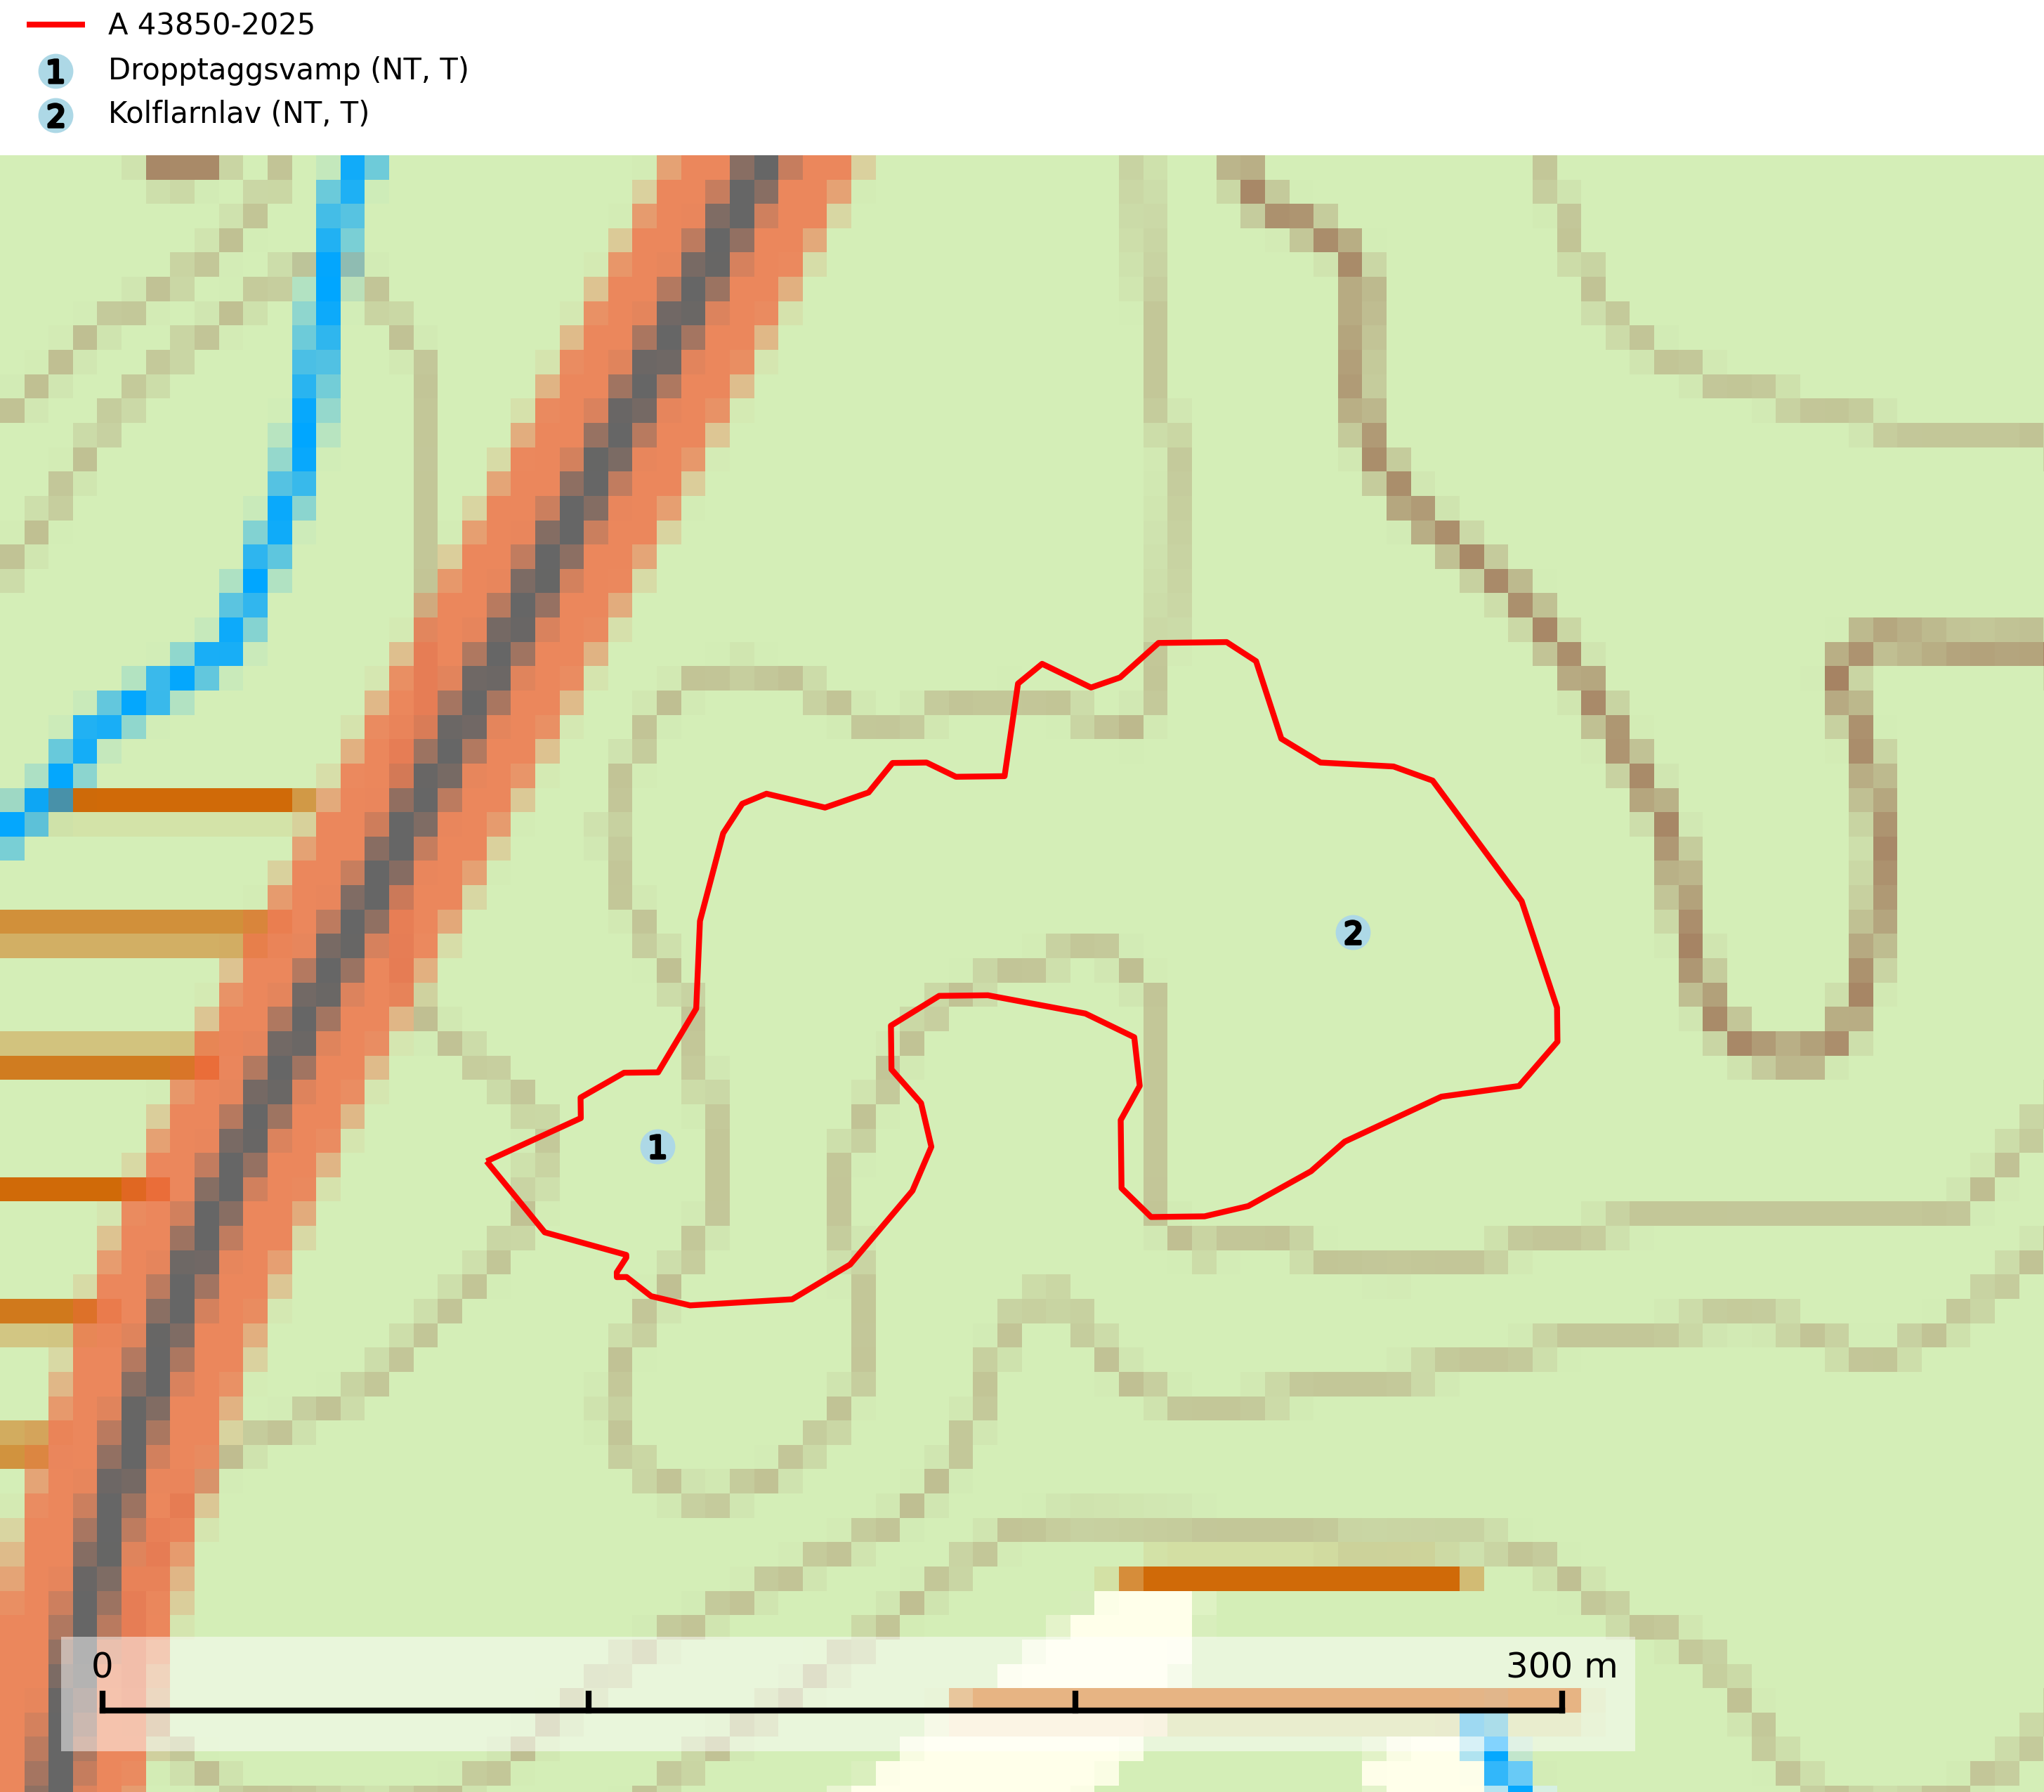 A 43850-2025
1 Dropptaggsvamp (NT, T)
2 Kolflarnlav (NT, T)
2
1
0 300 m